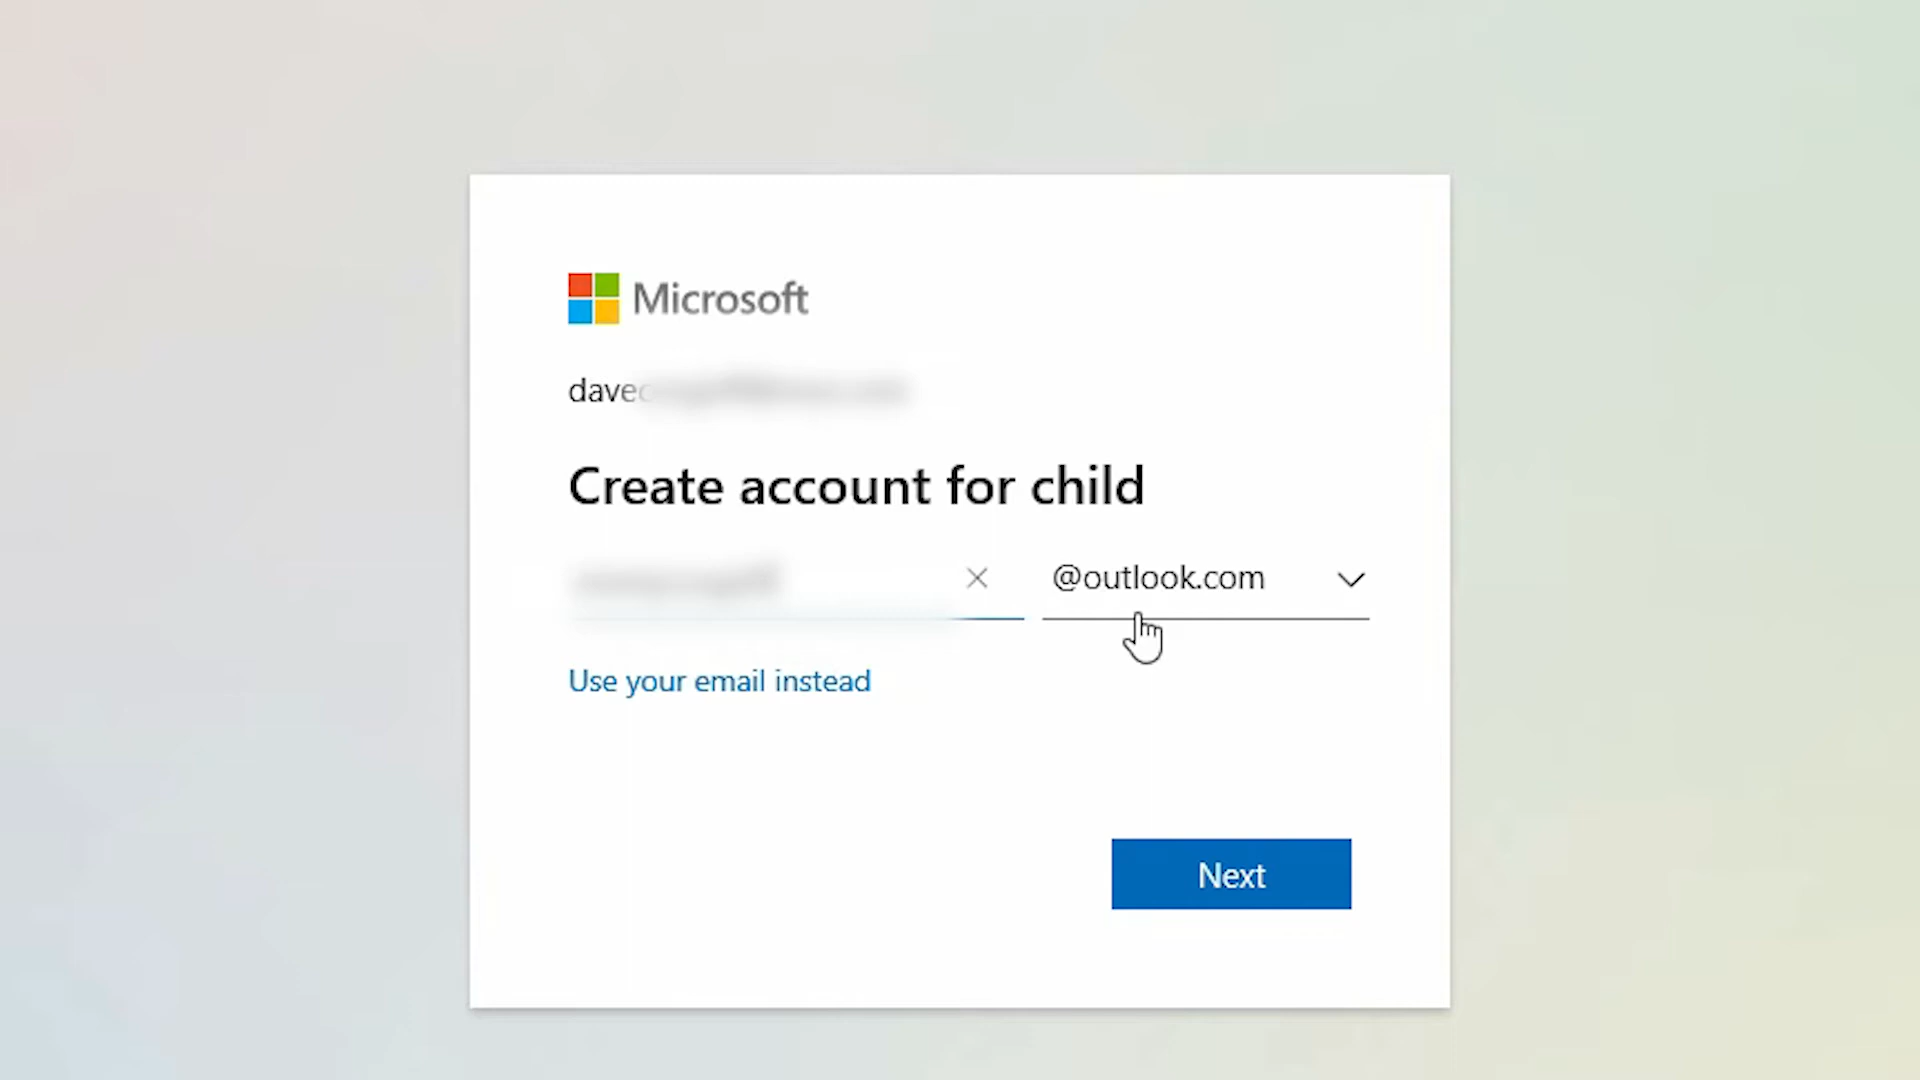 Microsoft
dave
Create account for child
@outlook.com
Use your email instead
Next